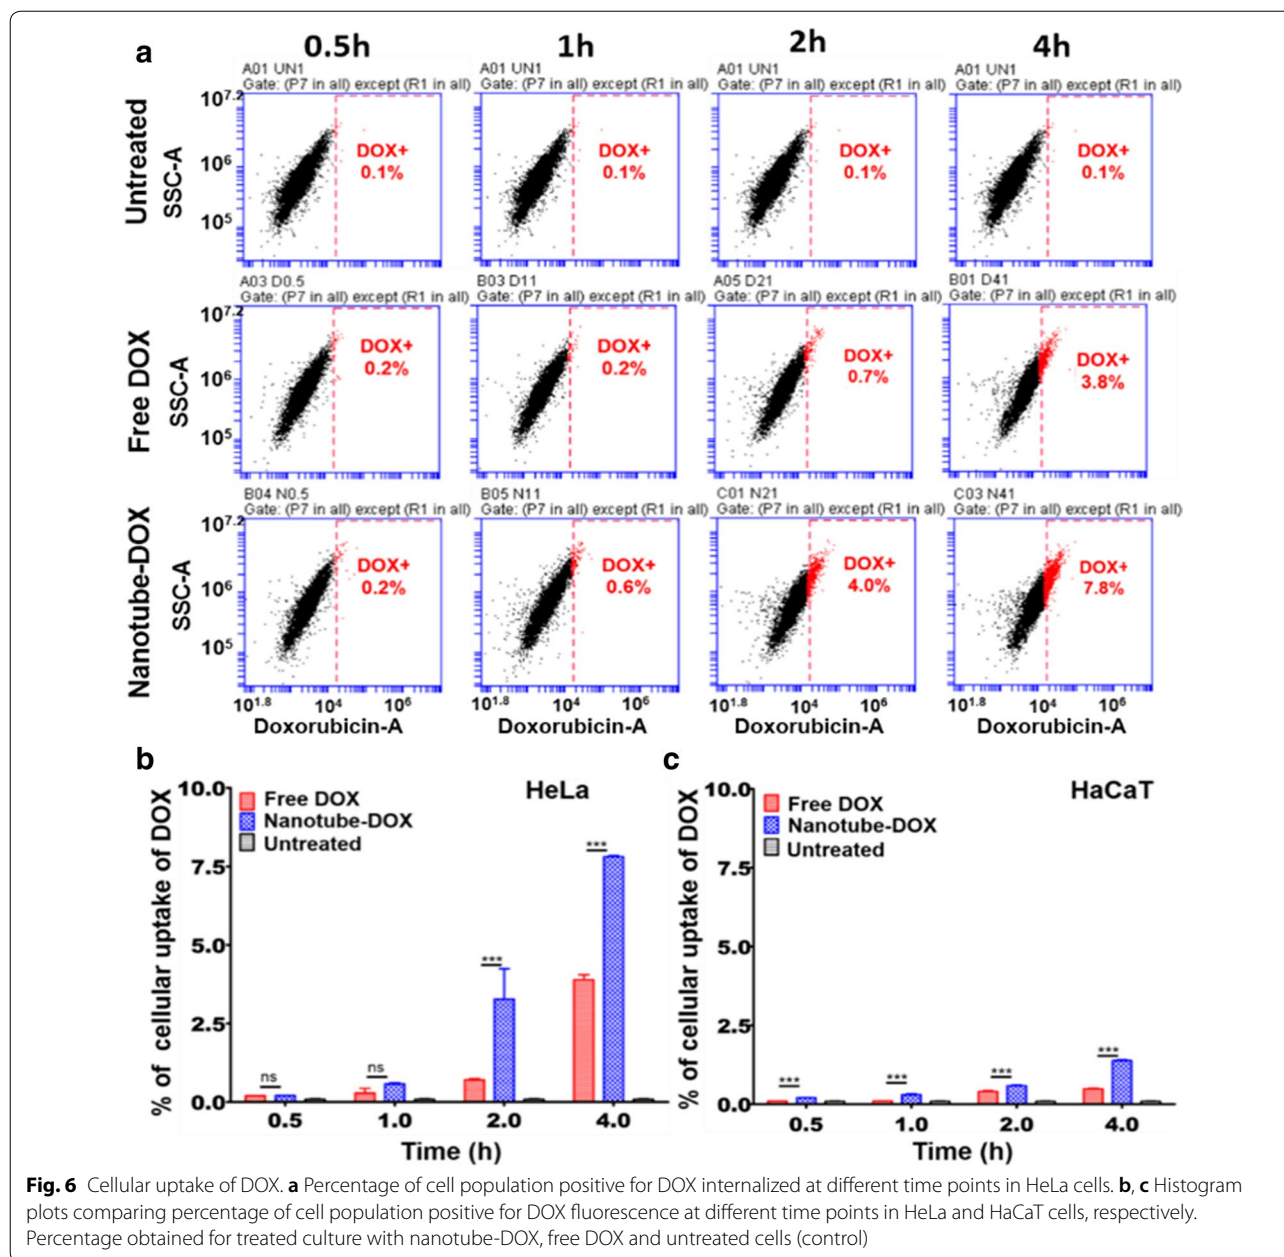 a
0.5h 1h 2h 4h
A01 UN1 A01 UN1 A01 UN1 A01 UN1
Gate: (P7 in all) except (R1 in all) Gate: (P7 in all) except (R1 in all) Gate: (P7 in all) except (R1 in all) Gate: (P7 in all) except (R1 in all)
Untreated
SSC-A
10^7.2
10^6
10^5
DOX+ DOX+ DOX+ DOX+
0.1% 0.1% 0.1% 0.1%
A03 D0.5 B03 D11 A05 D21 B01 D41
Gate: (P7 in all) except (R1 in all) Gate: (P7 in all) except (R1 in all) Gate: (P7 in all) except (R1 in all) Gate: (P7 in all) except (R1 in all)
Free DOX
SSC-A
10^7.2
10^6
10^5
DOX+ DOX+ DOX+ DOX+
0.2% 0.2% 0.7% 3.8%
B04 N0.5 B05 N11 C01 N21 C03 N41
Gate: (P7 in all) except (R1 in all) Gate: (P7 in all) except (R1 in all) Gate: (P7 in all) except (R1 in all) Gate: (P7 in all) except (R1 in all)
Nanotube-DOX
SSC-A
10^7.2
10^6
10^5
DOX+ DOX+ DOX+ DOX+
0.2% 0.6% 4.0% 7.8%
10^1.8 10^4 10^6 10^1.8 10^4 10^6 10^1.8 10^4 10^6 10^1.8 10^4 10^6
Doxorubicin-A Doxorubicin-A Doxorubicin-A Doxorubicin-A
b
HeLa
% of cellular uptake of DOX
10.0
7.5
5.0
2.5
0.0
Free DOX
Nanotube-DOX
Untreated
ns ns *** ***
0.5 1.0 2.0 4.0
Time (h)
c
HaCaT
% of cellular uptake of DOX
10.0
7.5
5.0
2.5
0.0
Free DOX
Nanotube-DOX
Untreated
*** *** *** ***
0.5 1.0 2.0 4.0
Time (h)
Fig. 6 Cellular uptake of DOX. a Percentage of cell population positive for DOX internalized at different time points in HeLa cells. b, c Histogram
plots comparing percentage of cell population positive for DOX fluorescence at different time points in HeLa and HaCaT cells, respectively.
Percentage obtained for treated culture with nanotube-DOX, free DOX and untreated cells (control)